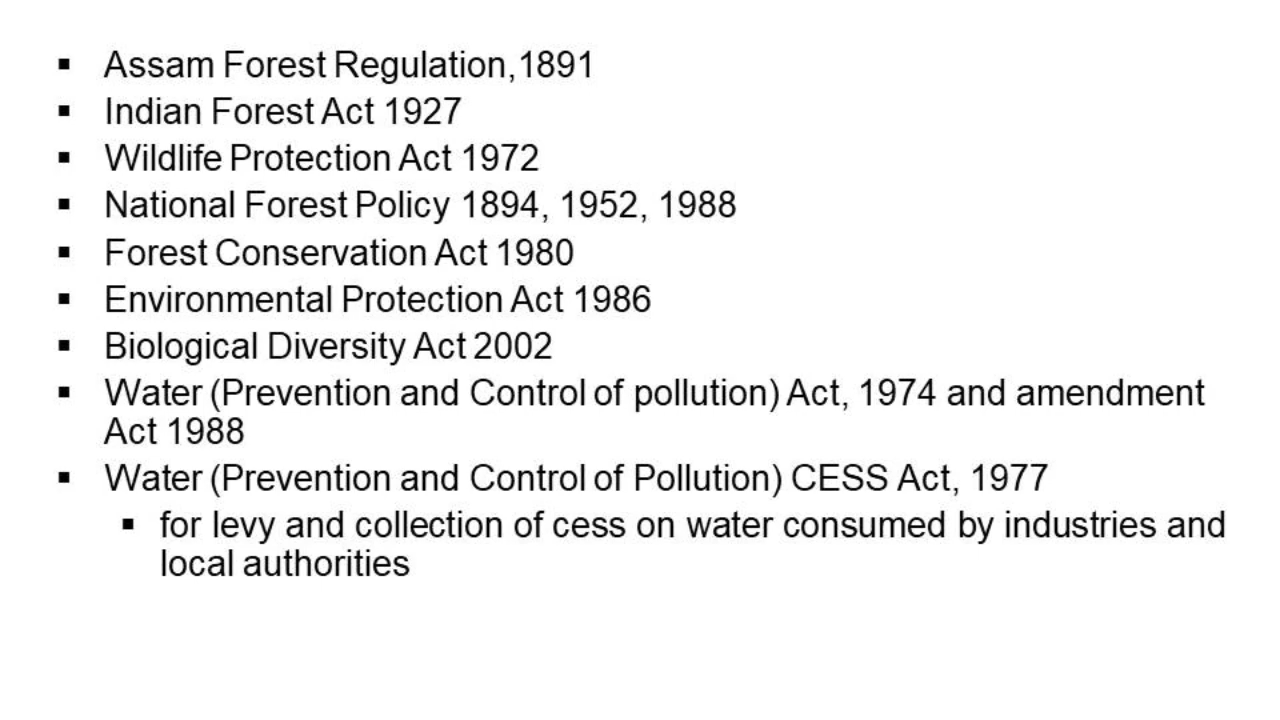 ▪ Assam Forest Regulation,1891
▪ Indian Forest Act 1927
▪ Wildlife Protection Act 1972
▪ National Forest Policy 1894, 1952, 1988
▪ Forest Conservation Act 1980
▪ Environmental Protection Act 1986
▪ Biological Diversity Act 2002
▪ Water (Prevention and Control of pollution) Act, 1974 and amendment
Act 1988
▪ Water (Prevention and Control of Pollution) CESS Act, 1977
▪ for levy and collection of cess on water consumed by industries and
local authorities